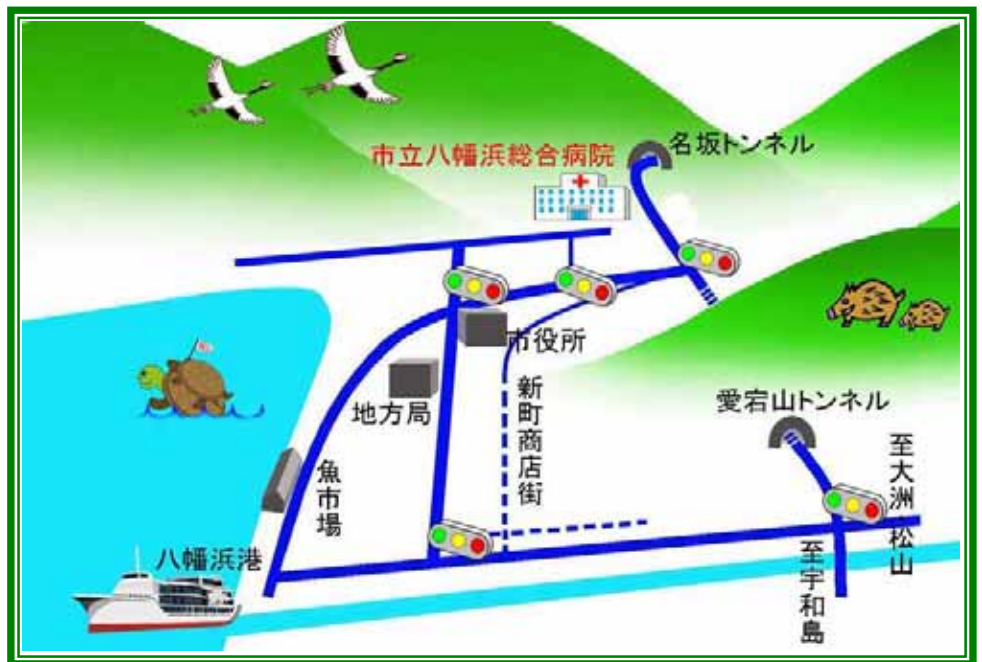 市立八幡浜総合病院
名坂トンネル
市役所
地方局
新町商店街
愛宕山トンネル
至大洲・松山
魚市場
八幡浜港
至宇和島